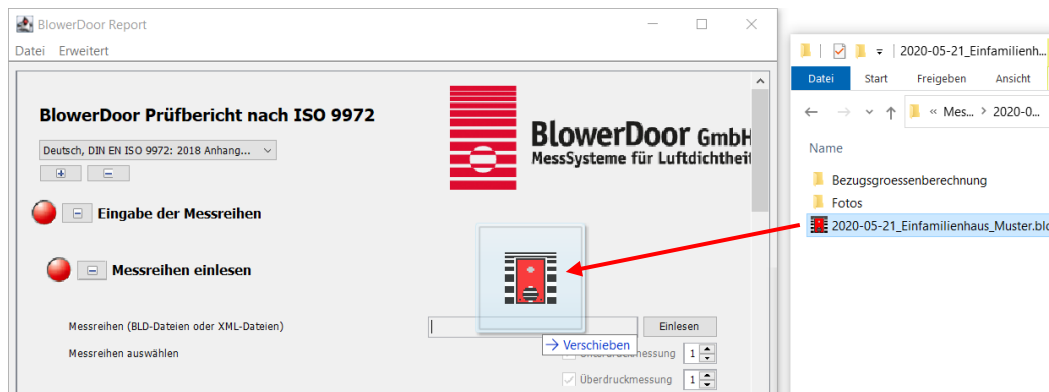 BlowerDoor Report
Datei Erweitert
BlowerDoor Prüfbericht nach ISO 9972
Deutsch, DIN EN ISO 9972: 2018 Anhang...
BlowerDoor GmbH
MessSysteme für Luftdichtheit
Eingabe der Messreihen
Messreihen einlesen
Messreihen (BLD-Dateien oder XML-Dateien)
Einlesen
Verschieben
Messreihen auswählen
Unterdruckmessung 1
Überdruckmessung 1
2020-05-21_Einfamilienh...
Datei Start Freigeben Ansicht
« Mes... > 2020-0...
Name
Bezugsgroessenberechnung
Fotos
2020-05-21_Einfamilienhaus_Muster.bld